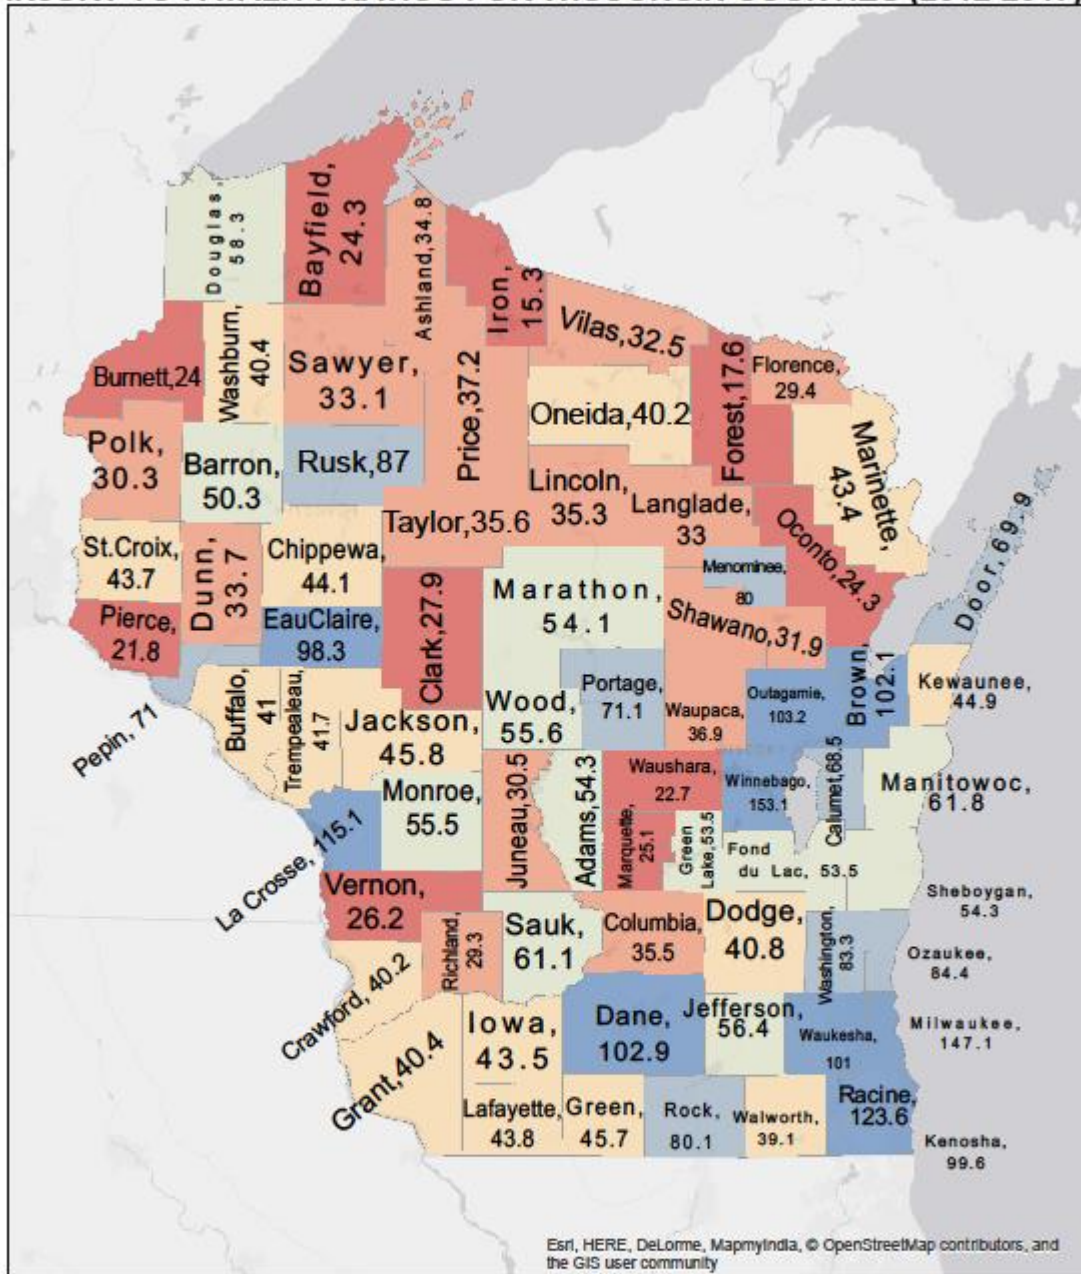 Douglas,
58.3
Bayfield,
24.3
Ashland,34.8
Iron,
15.3
Vilas,32.5
Burnett,24
Washburn,
40.4
Sawyer,
33.1
Price,37.2
Oneida,40.2
Forest,17.6
Florence,
29.4
Marinette,
43.4
Polk,
30.3
Barron,
50.3
Rusk,87
Taylor,35.6
Lincoln,
35.3
Langlade,
33
Oconto,24.3
Door,69.9
St.Croix,
43.7
Dunn,
33.7
Chippewa,
44.1
Clark,27.9
Marathon,
54.1
Menominee,
80
Shawano,31.9
Pierce,
21.8
EauClaire,
98.3
Pepin, 71
Buffalo,
41
Trempealeau,
41.7
Jackson,
45.8
Wood,
55.6
Portage,
71.1
Waupaca,
36.9
Outagamie,
103.2
Brown,
102.1
Kewaunee,
44.9
La Crosse, 115.1
Monroe,
55.5
Juneau,30.5
Adams,54.3
Waushara,
22.7
Winnebago,
153.1
Calumet,68.5
Manitowoc,
61.8
Marquette,
25.1
Green
Lake,53.5
Fond
du Lac, 53.5
Sheboygan,
54.3
Vernon,
26.2
Richland,
29.3
Sauk,
61.1
Columbia,
35.5
Dodge,
40.8
Washington,
83.3
Ozaukee,
84.4
Crawford, 40.2
Grant,40.4
Iowa,
43.5
Dane,
102.9
Jefferson,
56.4
Waukesha,
101
Milwaukee,
147.1
Lafayette,
43.8
Green,
45.7
Rock,
80.1
Walworth,
39.1
Racine,
123.6
Kenosha,
99.6
Esri, HERE, DeLorme, MapmyIndia, © OpenStreetMap contributors, and
the GIS user community